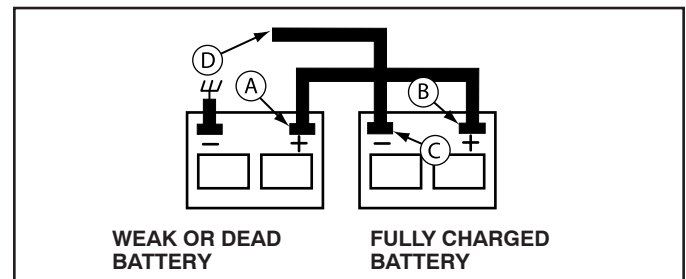 D
A
B
C
− + − +
WEAK OR DEAD BATTERY
FULLY CHARGED BATTERY